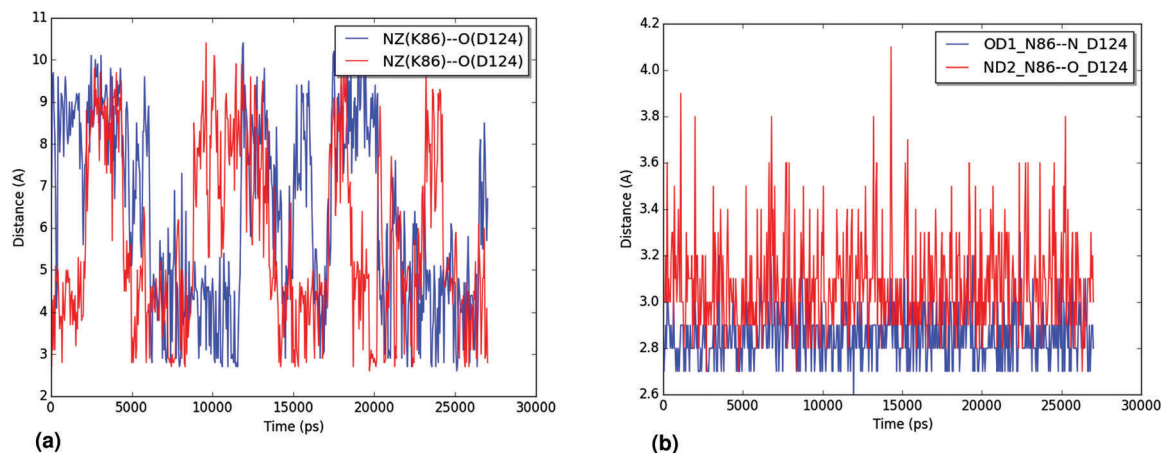 11
10
9
8
7
6
5
4
3
2
Distance (A)
NZ(K86)--O(D124)
NZ(K86)--O(D124)
0 5000 10000 15000 20000 25000 30000
Time (ps)
(a)
4.2
4.0
3.8
3.6
3.4
3.2
3.0
2.8
2.6
Distance (A)
OD1_N86--N_D124
ND2_N86--O_D124
0 5000 10000 15000 20000 25000 30000
Time (ps)
(b)